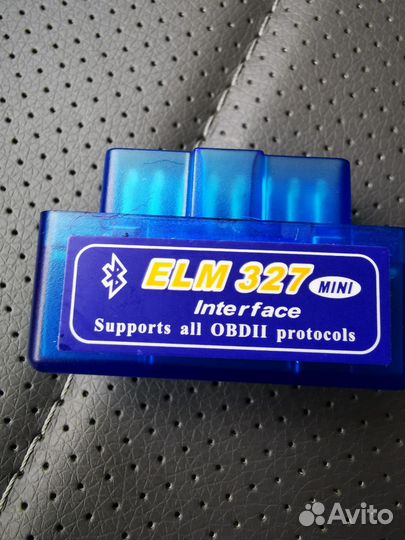 ELM 327 MINI
Interface
Supports all OBDII protocols
Avito